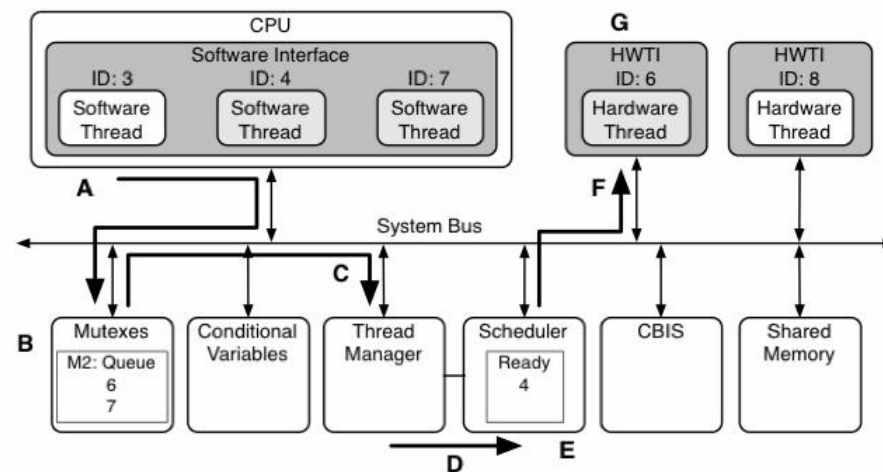 CPU
Software Interface
ID: 3
Software
Thread
ID: 4
Software
Thread
ID: 7
Software
Thread
G
HWTI
ID: 6
Hardware
Thread
HWTI
ID: 8
Hardware
Thread
A
F
System Bus
C
B
Mutexes
M2: Queue
6
7
Conditional
Variables
Thread
Manager
Scheduler
Ready
4
CBIS
Shared
Memory
D
E